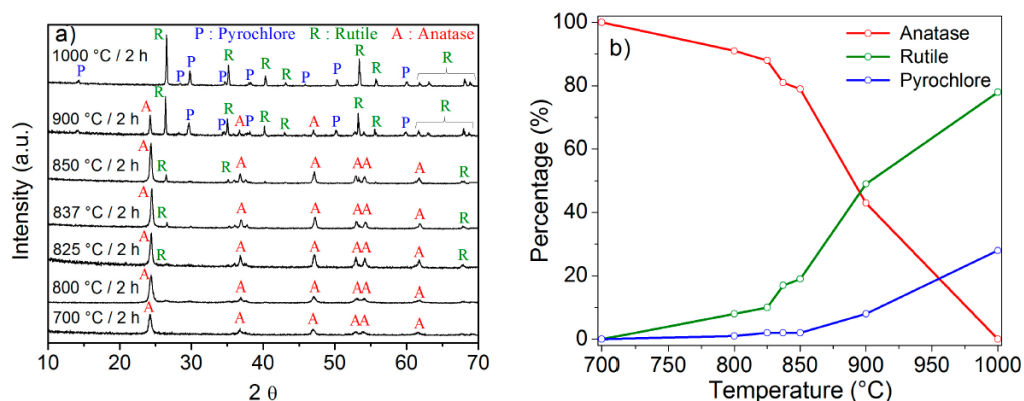 a)
P : Pyrochlore R : Rutile A : Anatase
1000 °C / 2 h
P R P P P R R P R P R R P R
900 °C / 2 h
A R P P R A P R R A P R R P R
850 °C / 2 h
A R R A A A A A R
837 °C / 2 h
A R A A A A A R
825 °C / 2 h
A R A A A A A R
800 °C / 2 h
A A A A A A
700 °C / 2 h
A A A A A A
10 20 30 40 50 60 70
2 θ
Intensity (a.u.)
b)
Anatase
Rutile
Pyrochlore
100
80
60
40
20
0
700 750 800 850 900 950 1000
Temperature (°C)
Percentage (%)